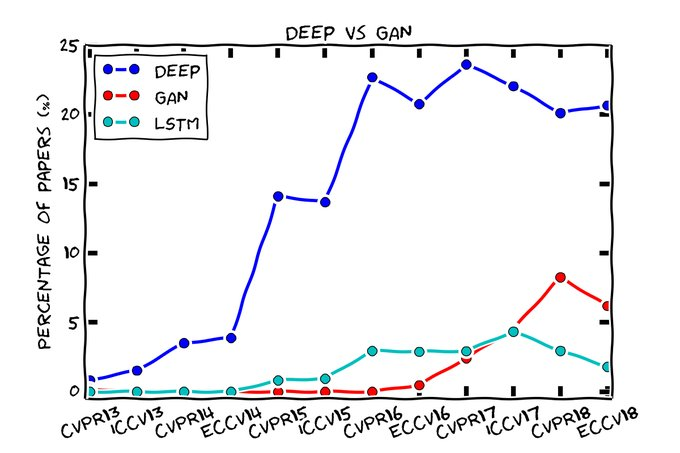 DEEP VS GAN
PERCENTAGE OF PAPERS (%)
25
20
15
10
5
0
DEEP
GAN
LSTM
CVPR13
ICCV13
CVPR14
ECCV14
CVPR15
ICCV15
CVPR16
ECCV16
CVPR17
ICCV17
CVPR18
ECCV18